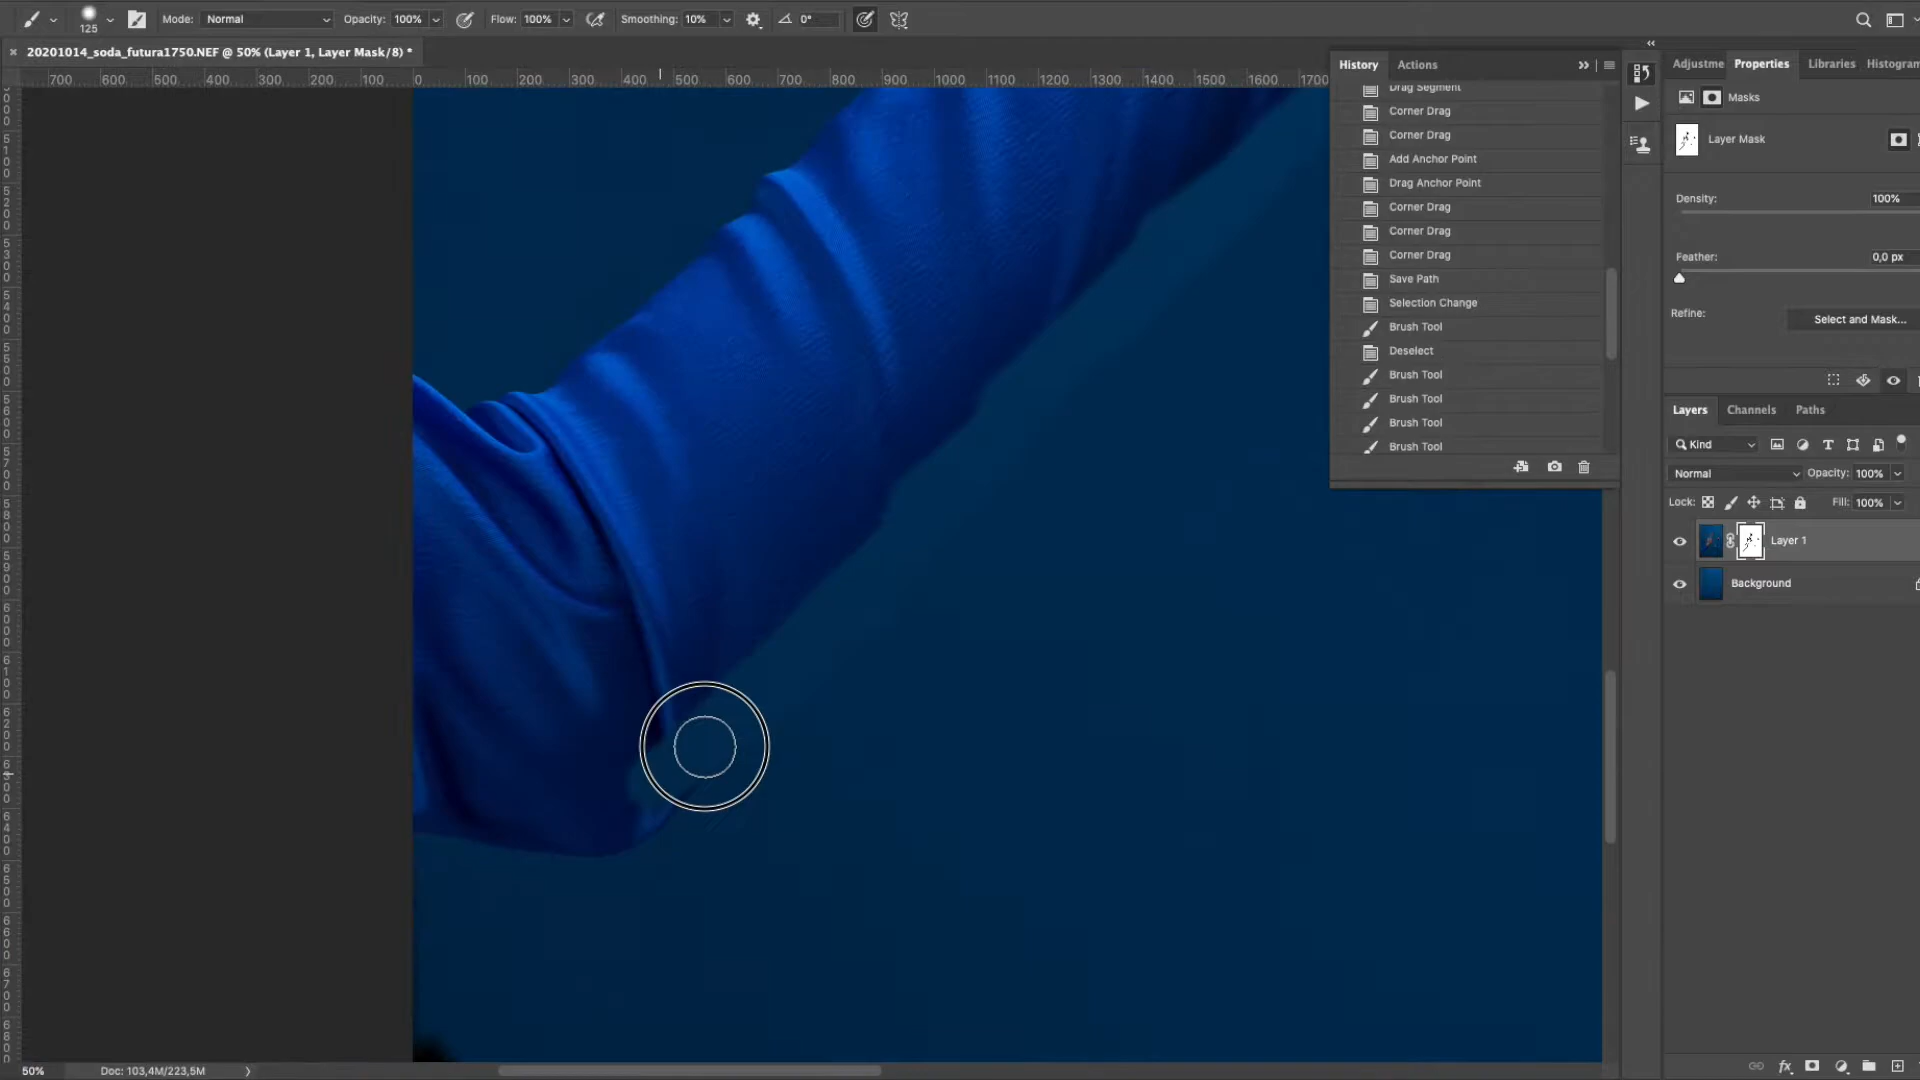 Mode: Normal Opacity: 100% Flow: 100% Smoothing: 10% 0°
125
20201014_soda_futura1750.NEF @ 50% (Layer 1, Layer Mask/8) *
700 600 500 400 300 200 100 0 100 200 300 400 500 600 700 800 900 1000 1100 1200 1300 1400 1500 1600 1700
History Actions
Drag Segment
Corner Drag
Corner Drag
Add Anchor Point
Drag Anchor Point
Corner Drag
Corner Drag
Corner Drag
Save Path
Selection Change
Brush Tool
Deselect
Brush Tool
Brush Tool
Brush Tool
Brush Tool
Adjustme Properties Libraries Histogram
Masks
Layer Mask
Density: 100%
Feather: 0,0 px
Refine: Select and Mask...
Layers Channels Paths
Kind
Normal Opacity: 100%
Lock: Fill: 100%
Layer 1
Background
fx
50% Doc: 103,4M/223,5M